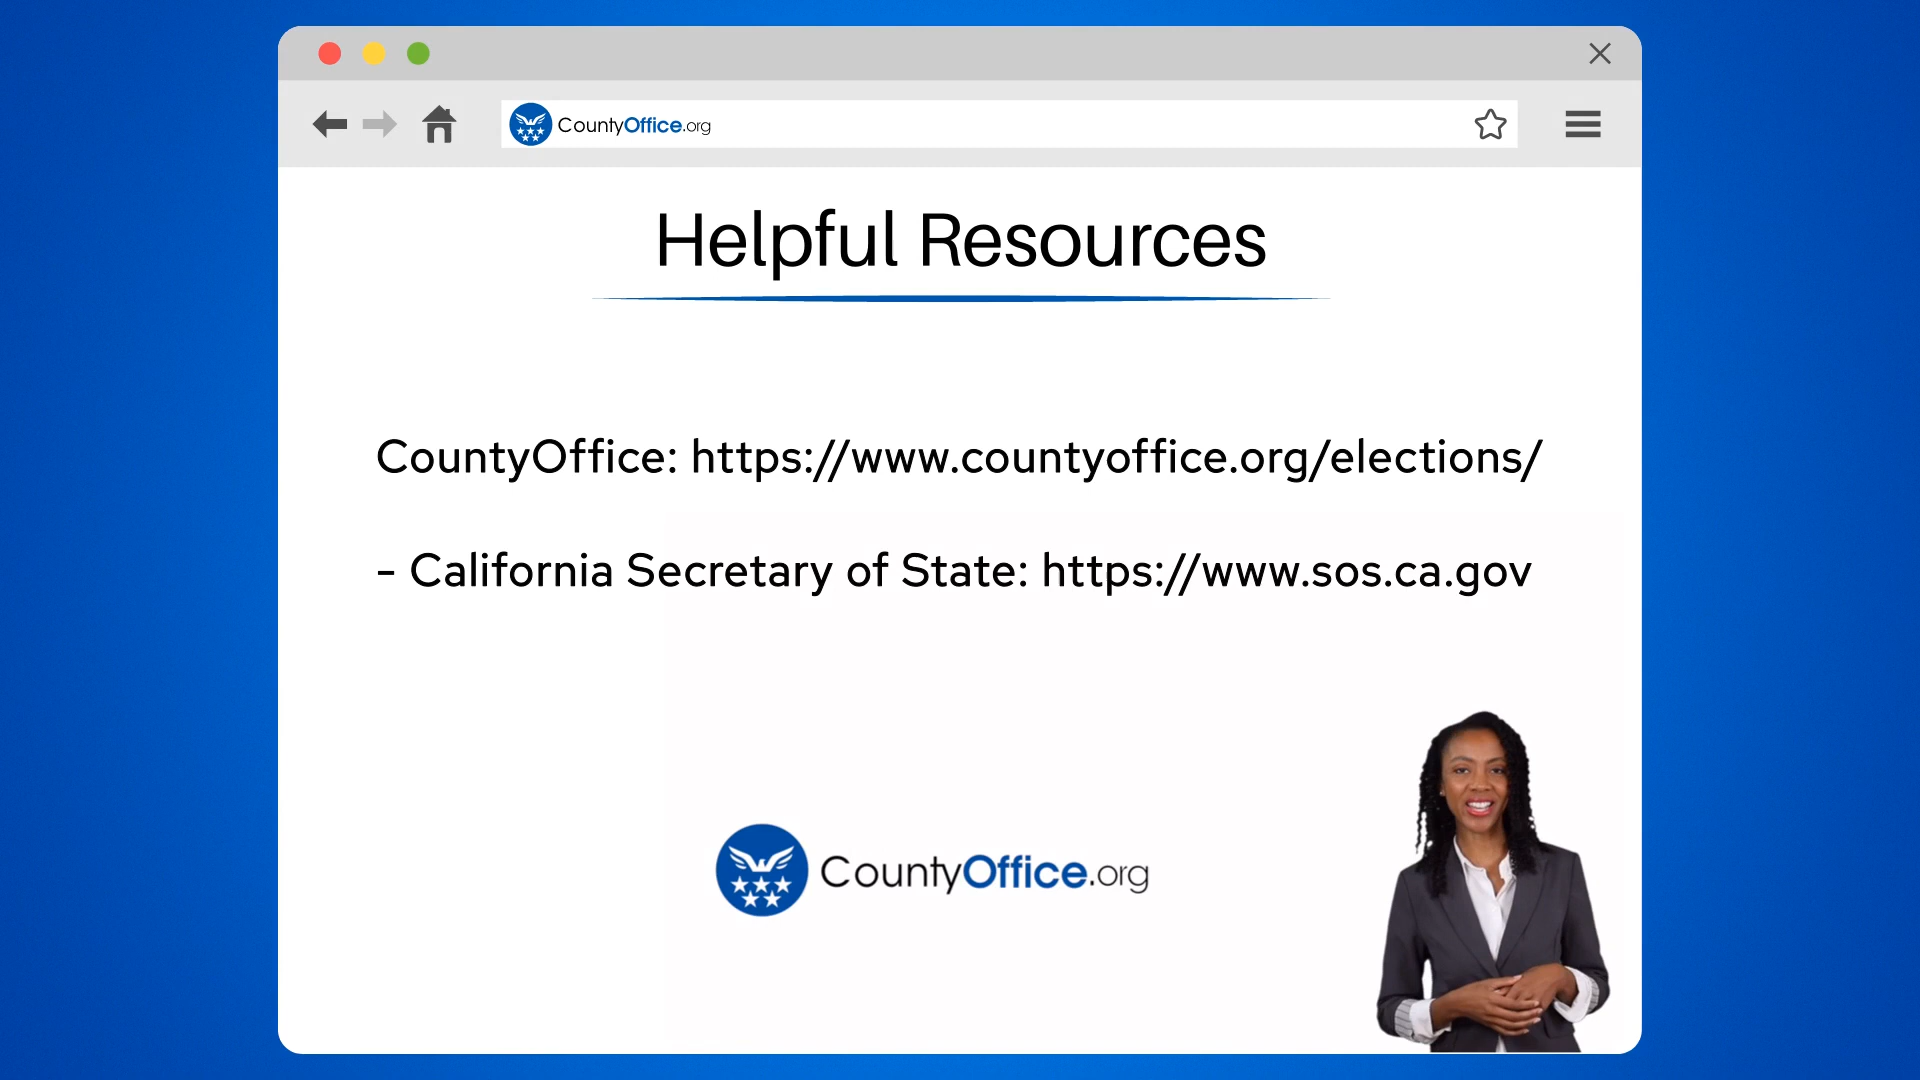 CountyOffice.org
Helpful Resources
CountyOffice: https://www.countyoffice.org/elections/
- California Secretary of State: https://www.sos.ca.gov
CountyOffice.org